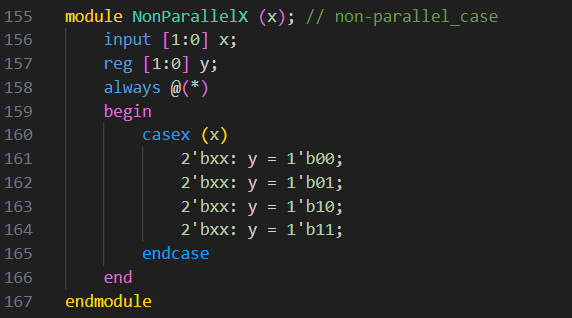 155 module NonParallelX (x); // non-parallel_case
156     input [1:0] x;
157     reg [1:0] y;
158     always @(*)
159     begin
160         casex (x)
161             2'bxx: y = 1'b00;
162             2'bxx: y = 1'b01;
163             2'bxx: y = 1'b10;
164             2'bxx: y = 1'b11;
165         endcase
166     end
167 endmodule